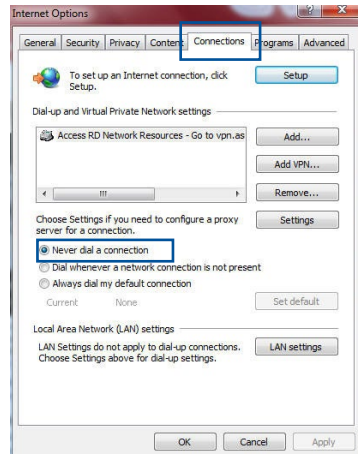 Internet Options
General Security Privacy Content Connections Programs Advanced
To set up an Internet connection, click
Setup.
Setup
Dial-up and Virtual Private Network settings
Access RD Network Resources - Go to vpn.as
Add...
Add VPN...
Remove...
Choose Settings if you need to configure a proxy
server for a connection.
Settings
Never dial a connection
Dial whenever a network connection is not present
Always dial my default connection
Current None
Set default
Local Area Network (LAN) settings
LAN Settings do not apply to dial-up connections.
Choose Settings above for dial-up settings.
LAN settings
OK Cancel Apply